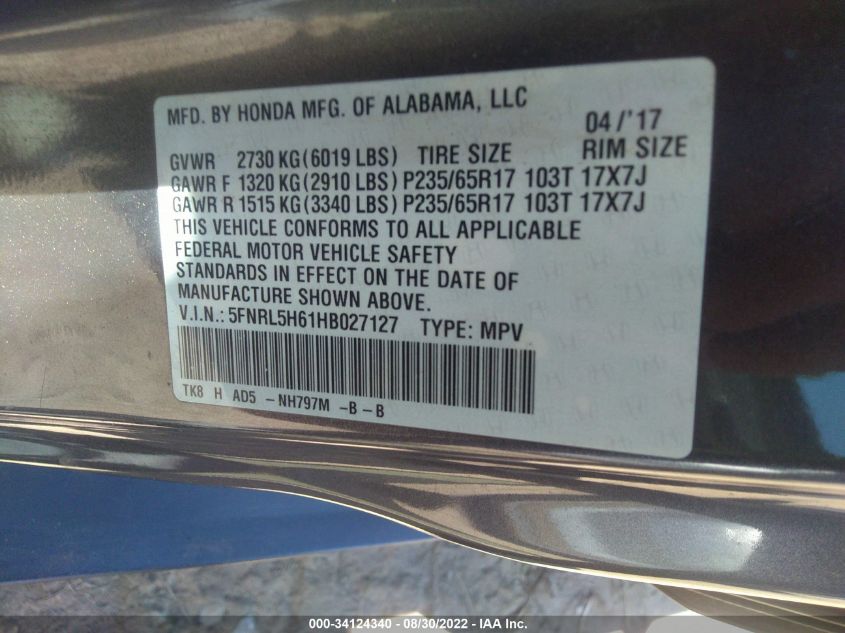 MFD. BY HONDA MFG. OF ALABAMA, LLC
04/'17
GVWR 2730 KG(6019 LBS) TIRE SIZE RIM SIZE
GAWR F 1320 KG(2910 LBS) P235/65R17 103T 17X7J
GAWR R 1515 KG(3340 LBS) P235/65R17 103T 17X7J
THIS VEHICLE CONFORMS TO ALL APPLICABLE
FEDERAL MOTOR VEHICLE SAFETY
STANDARDS IN EFFECT ON THE DATE OF
MANUFACTURE SHOWN ABOVE.
V.I.N.: 5FNRL5H61HB027127 TYPE: MPV
TK8 H AD5 - NH797M - B - B
000-34124340 - 08/30/2022 - IAA Inc.